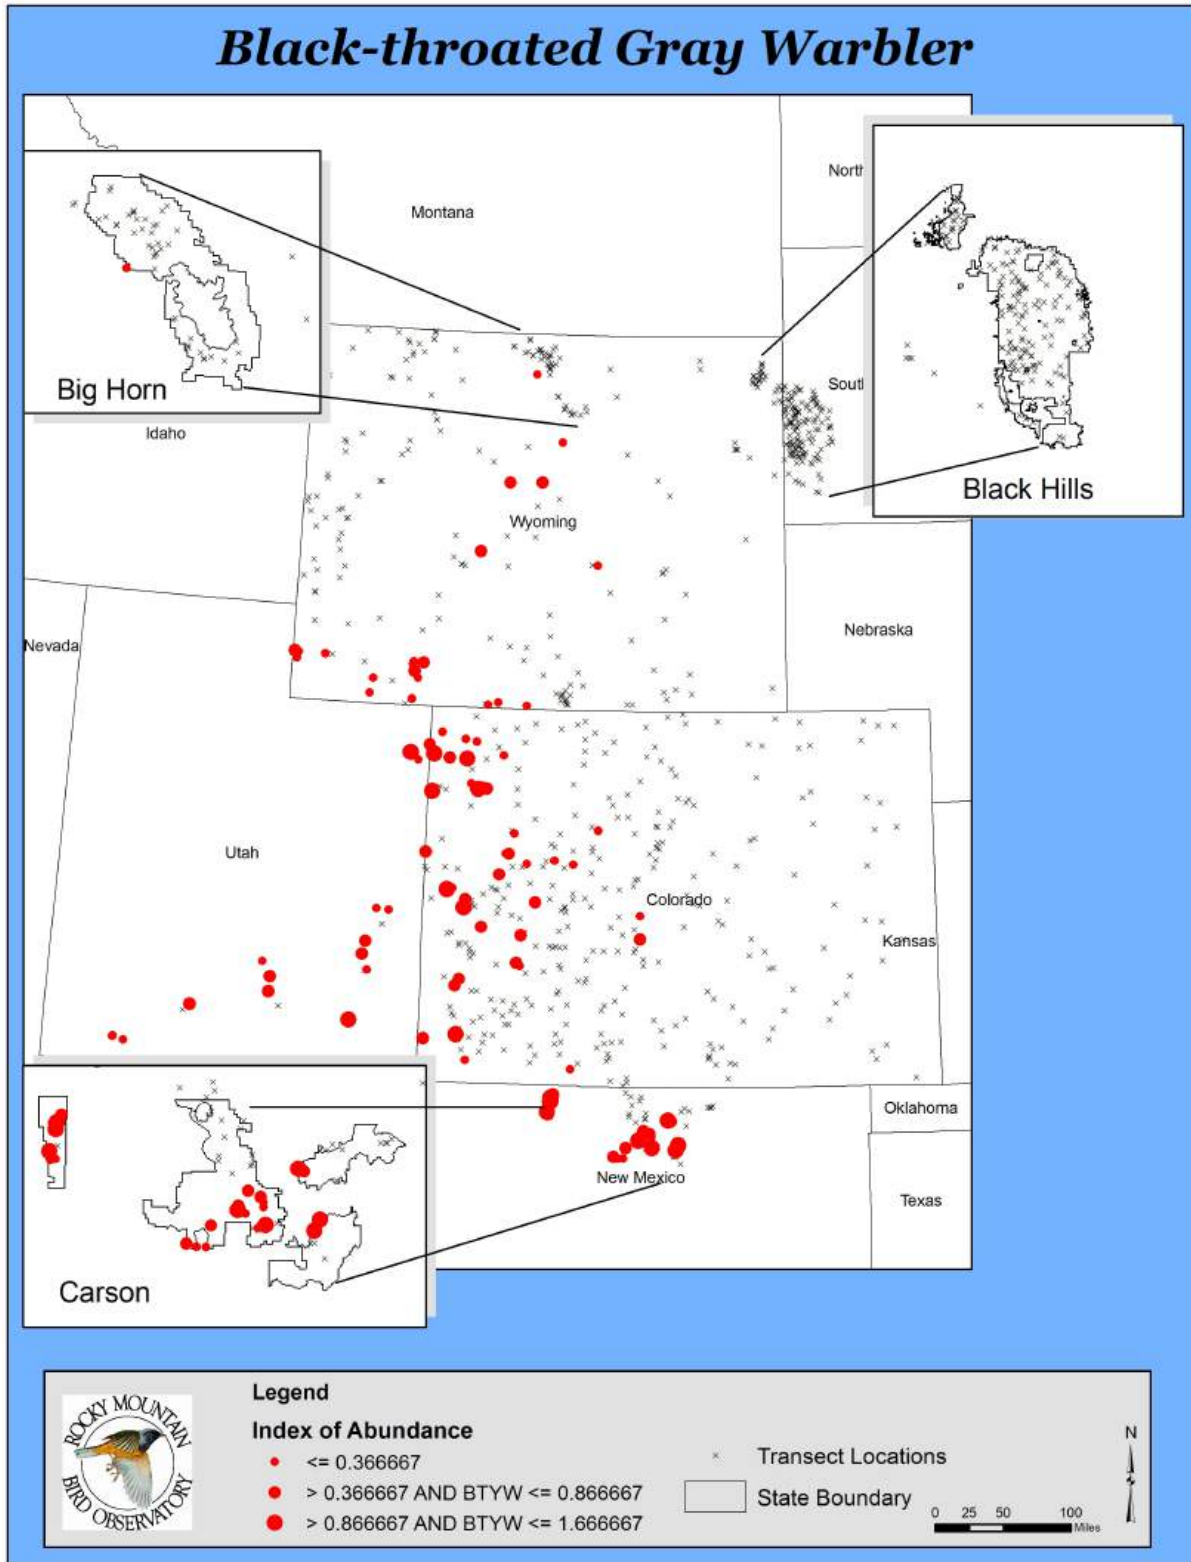 Black-throated Gray Warbler
Montana
North
Big Horn
Idaho
South
Black Hills
Wyoming
Nevada
Nebraska
Utah
Colorado
Kansas
Oklahoma
New Mexico
Texas
Carson
Legend
Index of Abundance
<= 0.366667
> 0.366667 AND BTYW <= 0.866667
> 0.866667 AND BTYW <= 1.666667
Transect Locations
State Boundary
N
0 25 50 100
Miles
ROCKY MOUNTAIN
BIRD OBSERVATORY